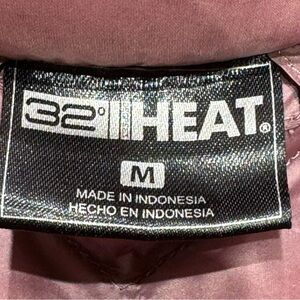 32° HEAT®
M
MADE IN INDONESIA
HECHO EN INDONESIA